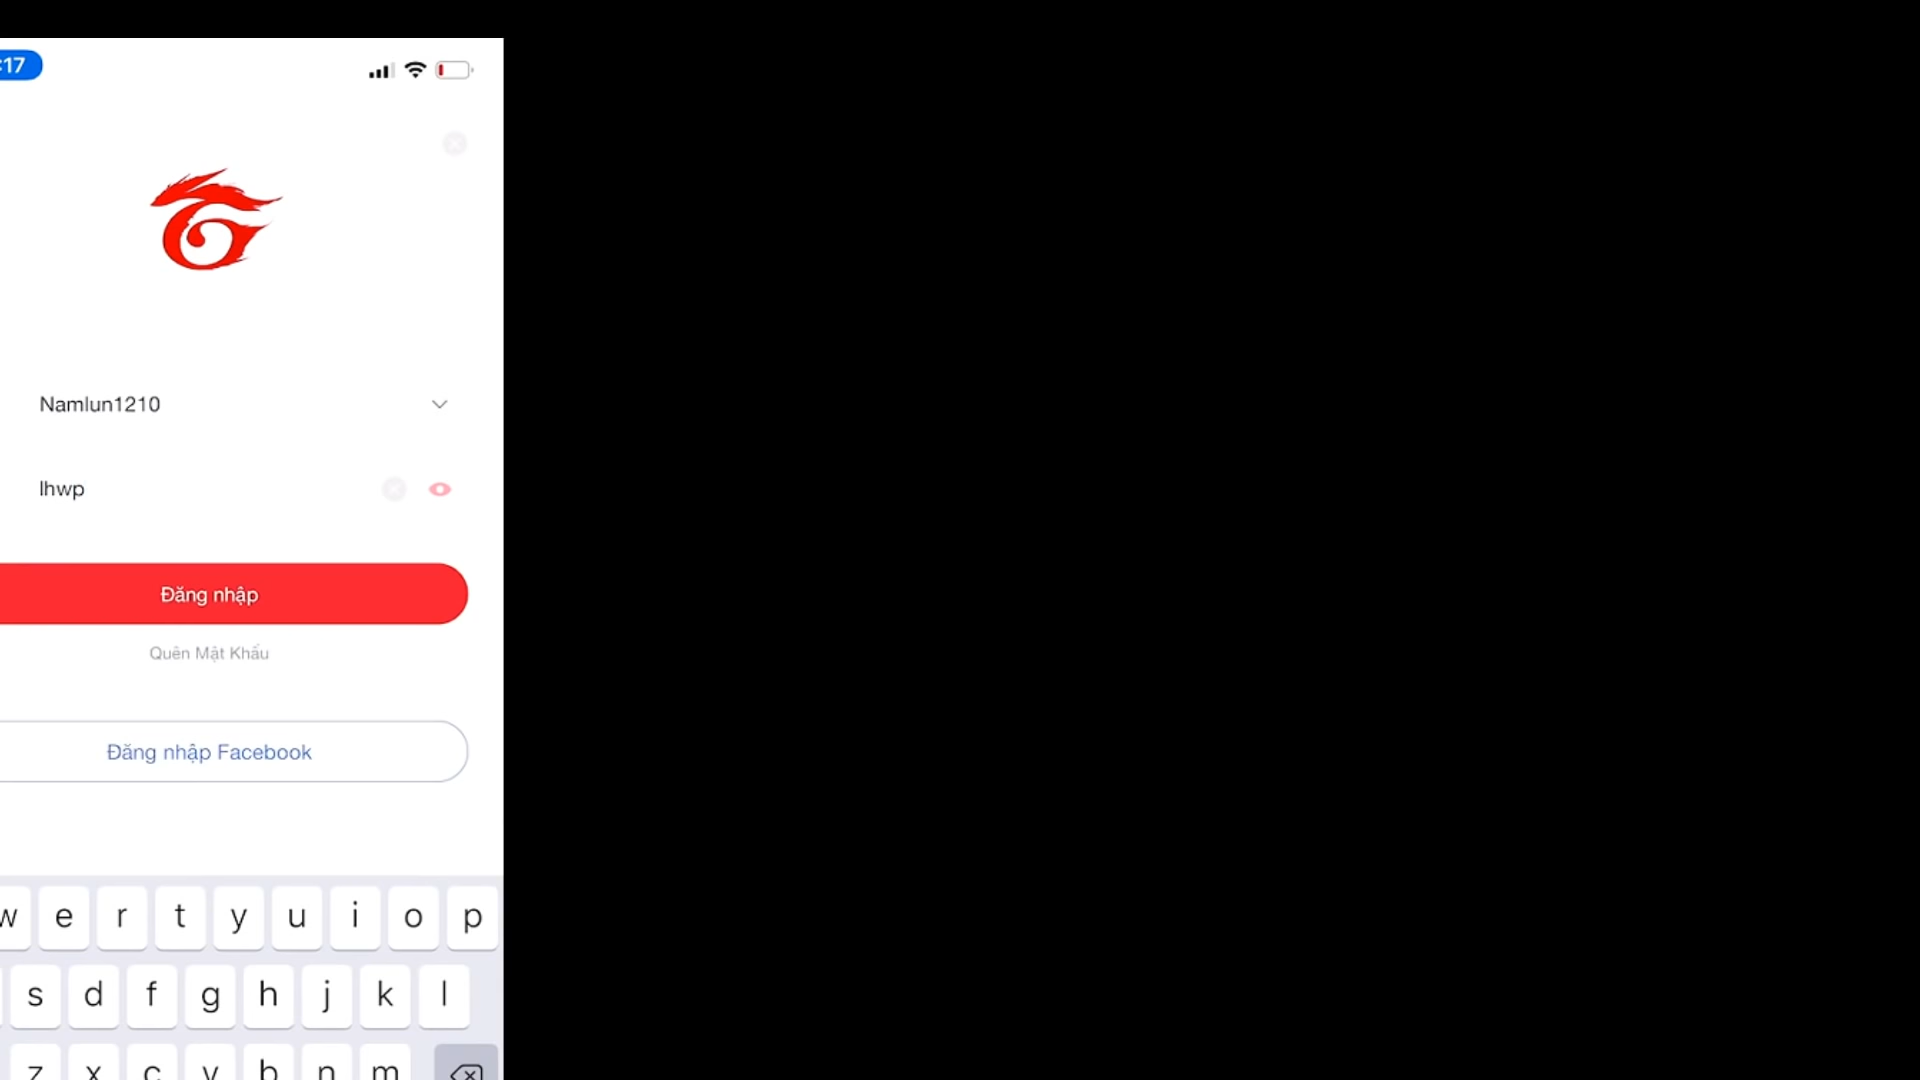 :17
Namlun1210
lhwp
Đăng nhập
Quên Mật Khẩu
Đăng nhập Facebook
w e r t y u i o p
s d f g h j k l
z x c v b n m